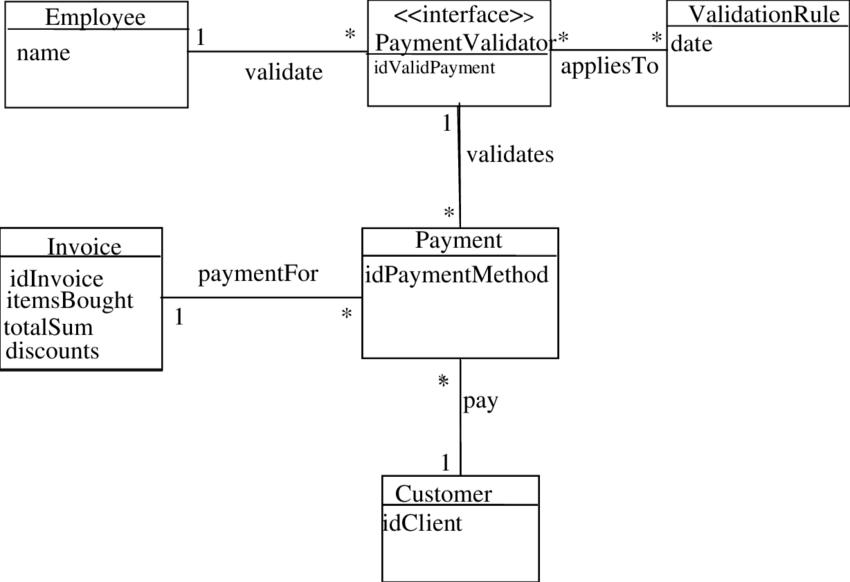 Employee
name
1
*
validate
<<interface>>
PaymentValidator
idValidPayment
*
*
appliesTo
ValidationRule
date
1
validates
*
Invoice
idInvoice
itemsBought
totalSum
discounts
paymentFor
1
*
Payment
idPaymentMethod
*
pay
1
Customer
idClient